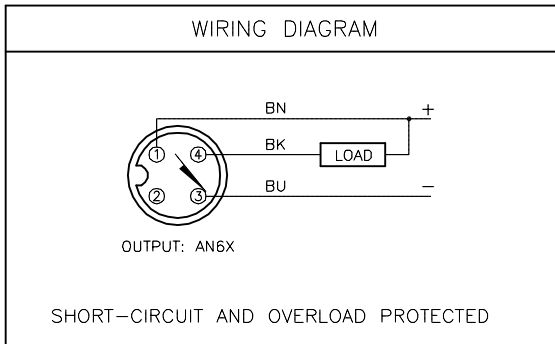 WIRING DIAGRAM
BN
+
1
4
BK
LOAD
2
3
BU
−
OUTPUT: AN6X
SHORT−CIRCUIT AND OVERLOAD PROTECTED